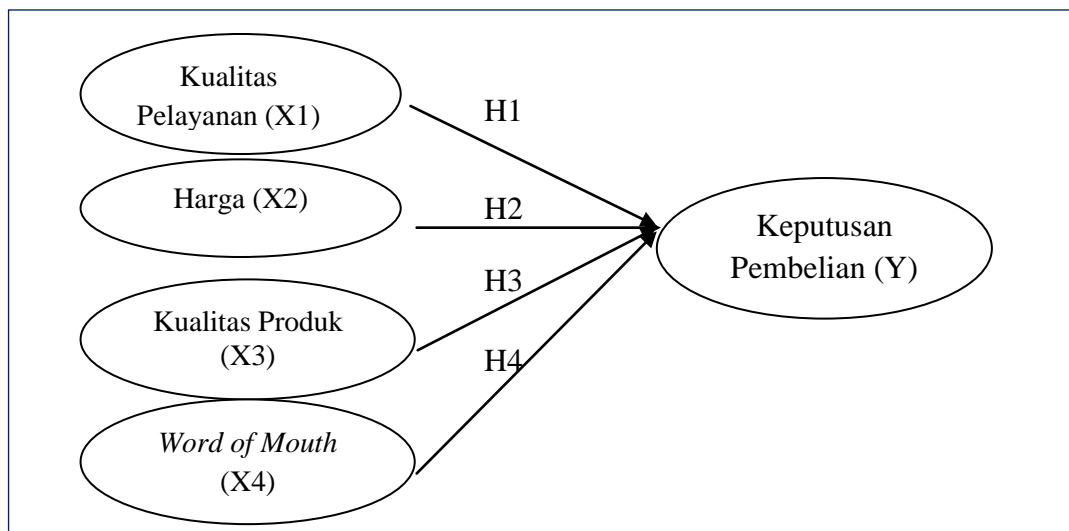 Kualitas
Pelayanan (X1)
H1
Harga (X2)
H2
Keputusan
Pembelian (Y)
H3
Kualitas Produk
(X3)
H4
Word of Mouth
(X4)